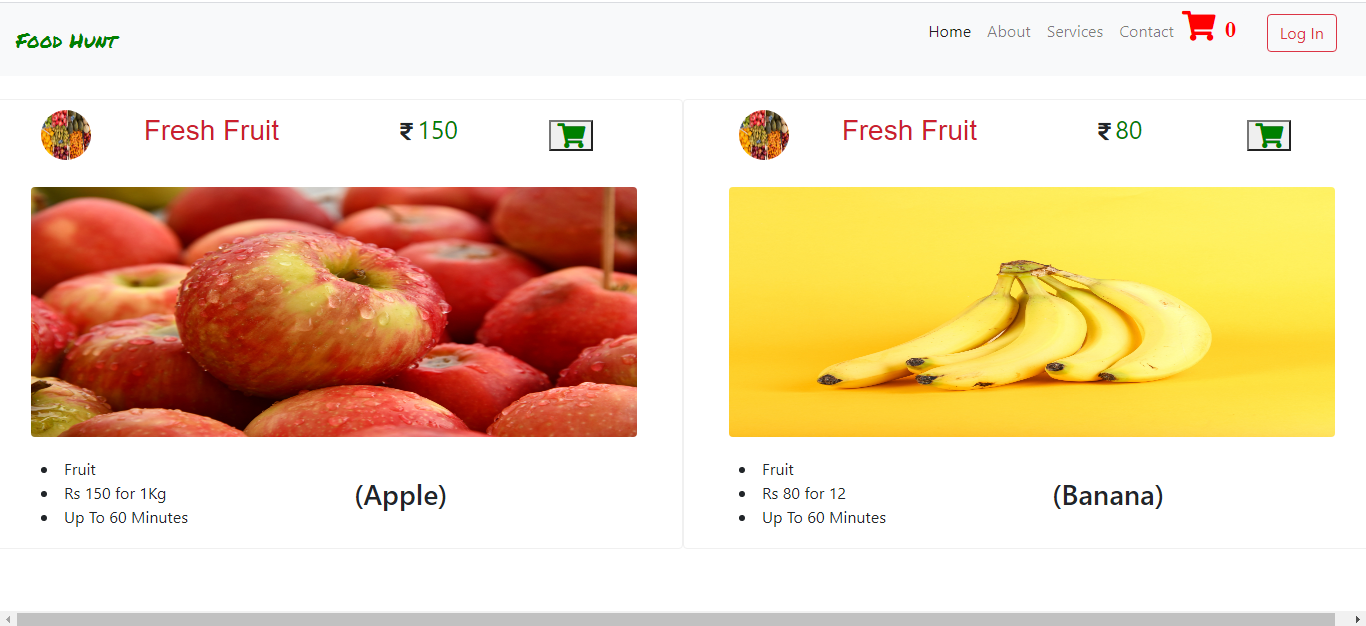 Food Hunt
Home About Services Contact 0 Log In
Fresh Fruit ₹ 150
Fresh Fruit ₹ 80
Fruit
Rs 150 for 1Kg
Up To 60 Minutes
(Apple)
Fruit
Rs 80 for 12
Up To 60 Minutes
(Banana)